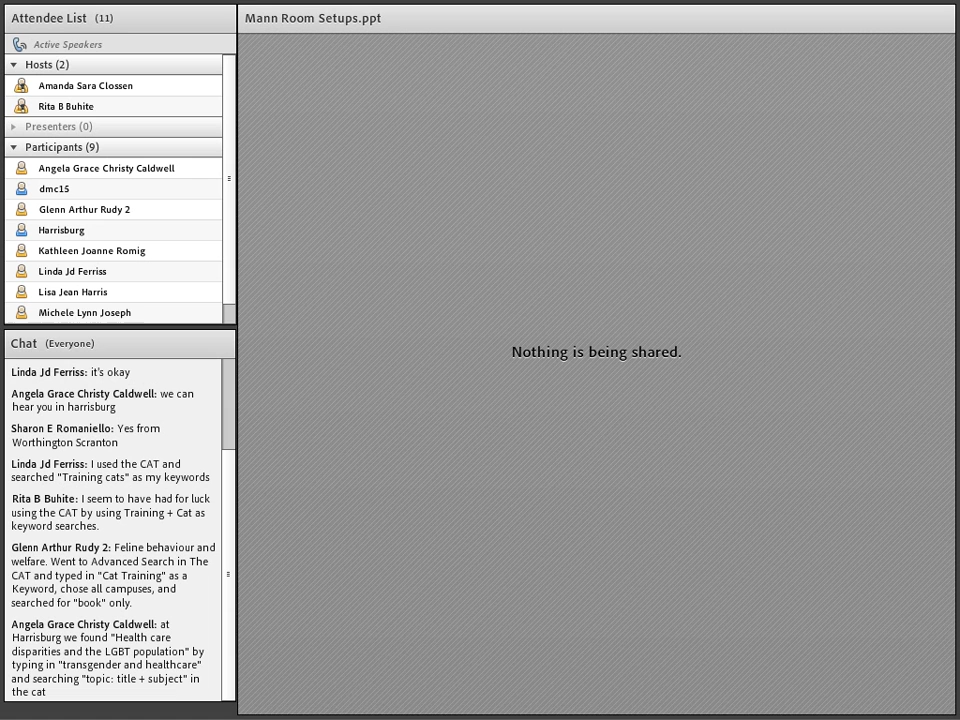 Attendee List (11)
Active Speakers
Hosts (2)
Amanda Sara Clossen
Rita B Buhite
Presenters (0)
Participants (9)
Angela Grace Christy Caldwell
dmc15
Glenn Arthur Rudy 2
Harrisburg
Kathleen Joanne Romig
Linda Jd Ferriss
Lisa Jean Harris
Michele Lynn Joseph
Chat (Everyone)
Linda Jd Ferriss: it's okay
Angela Grace Christy Caldwell: we can
hear you in harrisburg
Sharon E Romaniello: Yes from
Worthington Scranton
Linda Jd Ferriss: I used the CAT and
searched "Training cats" as my keywords
Rita B Buhite: I seem to have had for luck
using the CAT by using Training + Cat as
keyword searches.
Glenn Arthur Rudy 2: Feline behaviour and
welfare. Went to Advanced Search in The
CAT and typed in "Cat Training" as a
Keyword, chose all campuses, and
searched for "book" only.
Angela Grace Christy Caldwell: at
Harrisburg we found "Health care
disparities and the LGBT population" by
typing in "transgender and healthcare"
and searching "topic: title + subject" in
the cat
Mann Room Setups.ppt
Nothing is being shared.